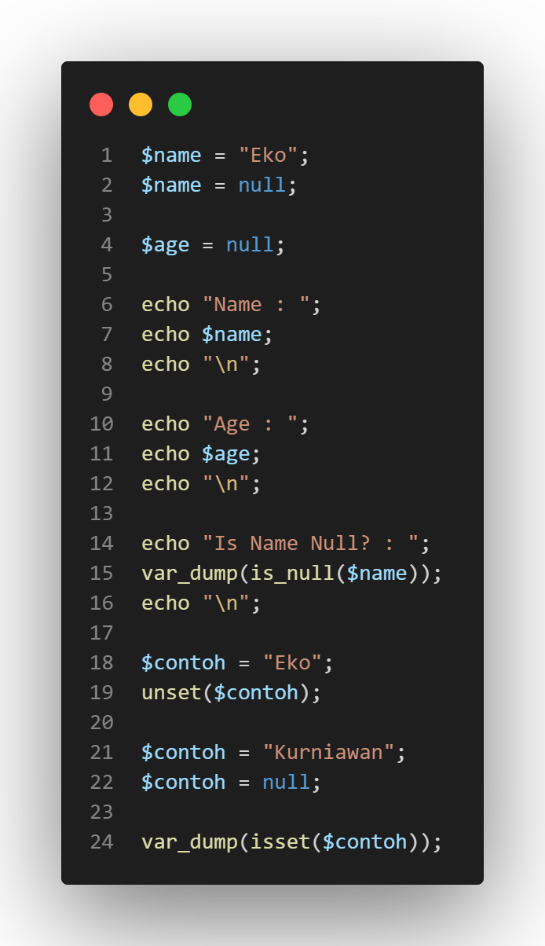 1 $name = "Eko";
2 $name = null;
3
4 $age = null;
5
6 echo "Name : ";
7 echo $name;
8 echo "\n";
9
10 echo "Age : ";
11 echo $age;
12 echo "\n";
13
14 echo "Is Name Null? : ";
15 var_dump(is_null($name));
16 echo "\n";
17
18 $contoh = "Eko";
19 unset($contoh);
20
21 $contoh = "Kurniawan";
22 $contoh = null;
23
24 var_dump(isset($contoh));